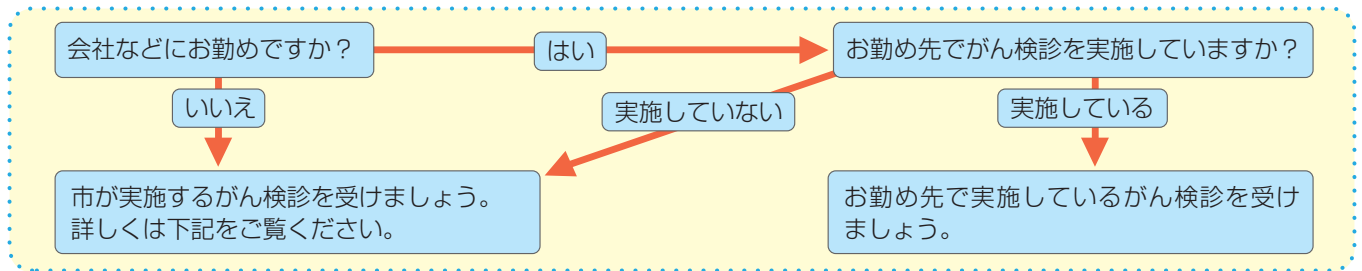 会社などにお勤めですか？
はい
お勤め先でがん検診を実施していますか？
いいえ
実施していない
実施している
市が実施するがん検診を受けましょう。
詳しくは下記をご覧ください。
お勤め先で実施しているがん検診を受け
ましょう。